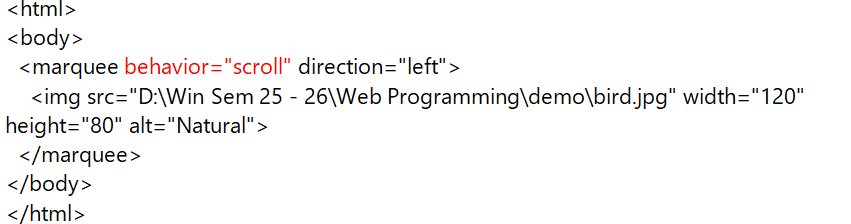 <html>
<body>
  <marquee behavior="scroll" direction="left">
    <img src="D:\Win Sem 25 - 26\Web Programming\demo\bird.jpg" width="120"
height="80" alt="Natural">
  </marquee>
</body>
</html>